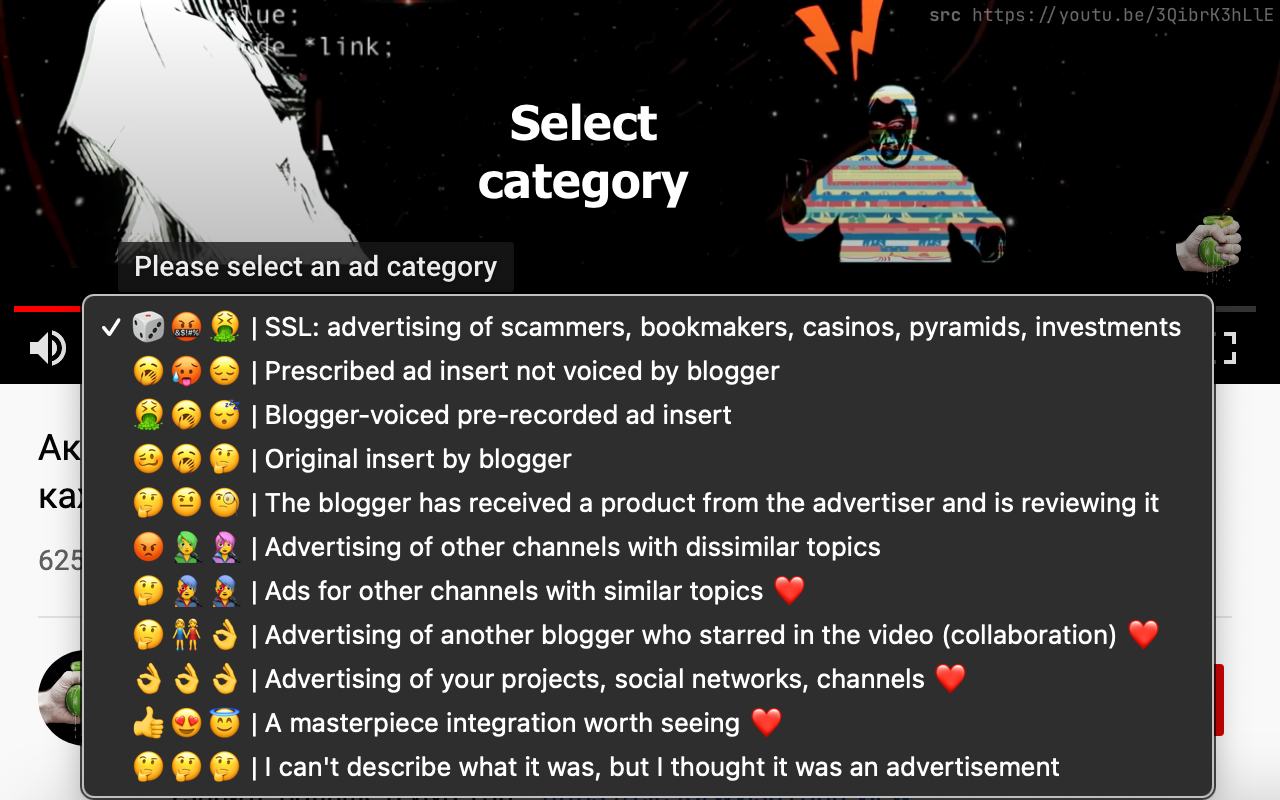 alue;
ode *link;
src https://youtu.be/3QibrK3hLlE
Select
category
Please select an ad category
✓ 🎲 🤬 🤮 | SSL: advertising of scammers, bookmakers, casinos, pyramids, investments
🥱 🥵 😔 | Prescribed ad insert not voiced by blogger
🤮 🥱 😴 | Blogger-voiced pre-recorded ad insert
🥴 🥱 🤔 | Original insert by blogger
🤔 🤨 🧐 | The blogger has received a product from the advertiser and is reviewing it
😡 🧟‍♂️ 🧟‍♀️ | Advertising of other channels with dissimilar topics
🤔 👨‍🎤 👨‍🎤 | Ads for other channels with similar topics ❤️
🤔 👭 👌 | Advertising of another blogger who starred in the video (collaboration) ❤️
👌 👌 👌 | Advertising of your projects, social networks, channels ❤️
👍 😍 😇 | A masterpiece integration worth seeing ❤️
🤔 🤔 🤔 | I can't describe what it was, but I thought it was an advertisement
Ак
ка
625